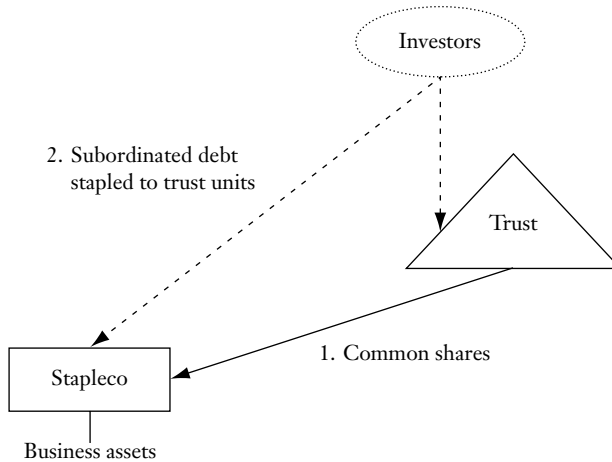 Investors
2. Subordinated debt
stapled to trust units
Trust
1. Common shares
Stapleco
Business assets